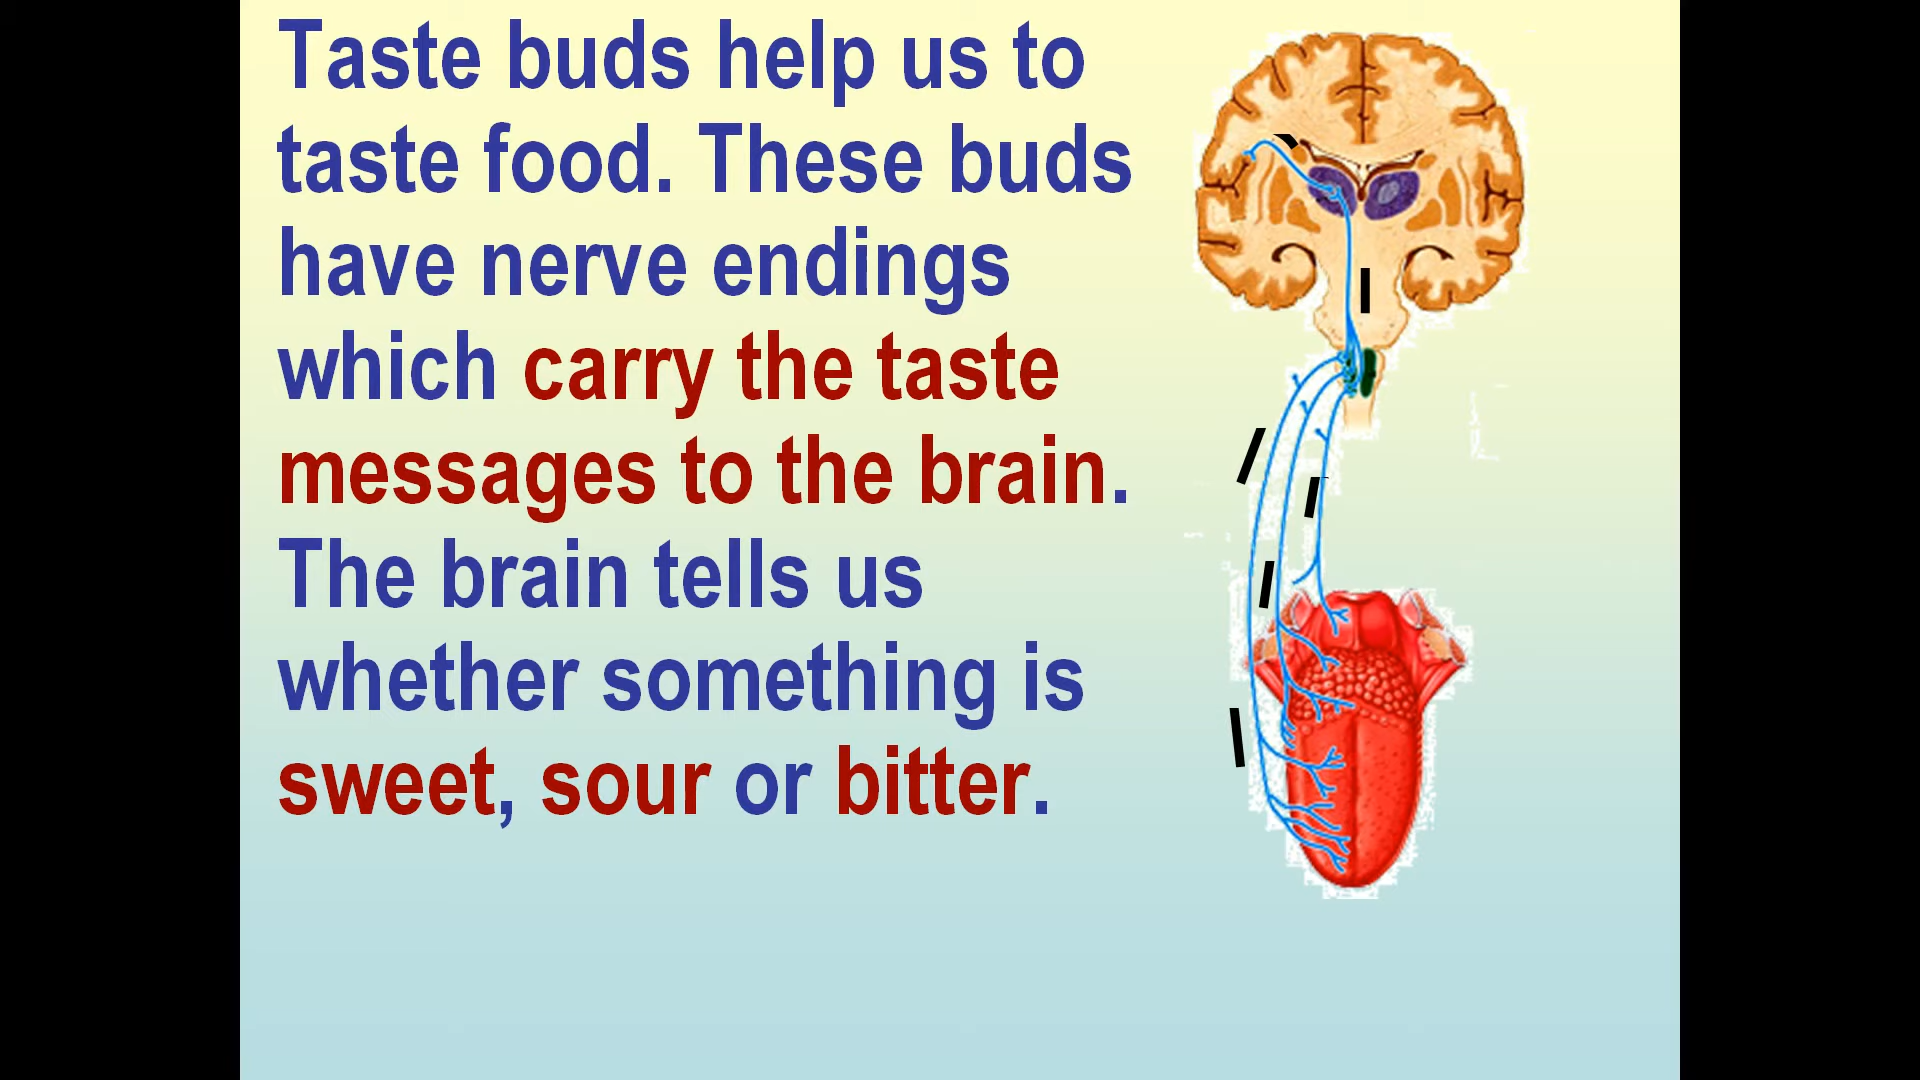 Taste buds help us to
taste food. These buds
have nerve endings
which carry the taste
messages to the brain.
The brain tells us
whether something is
sweet, sour or bitter.